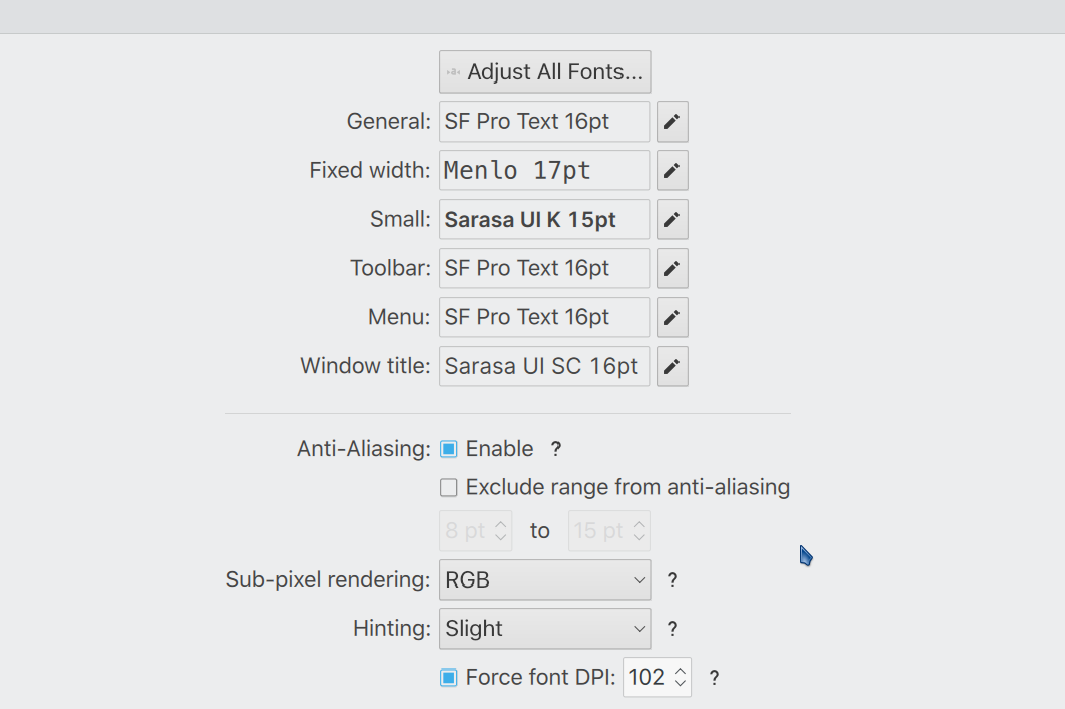 Adjust All Fonts...
General: SF Pro Text 16pt
Fixed width: Menlo 17pt
Small: Sarasa UI K 15pt
Toolbar: SF Pro Text 16pt
Menu: SF Pro Text 16pt
Window title: Sarasa UI SC 16pt
Anti-Aliasing: Enable ?
Exclude range from anti-aliasing
8 pt to 15 pt
Sub-pixel rendering: RGB ?
Hinting: Slight ?
Force font DPI: 102 ?